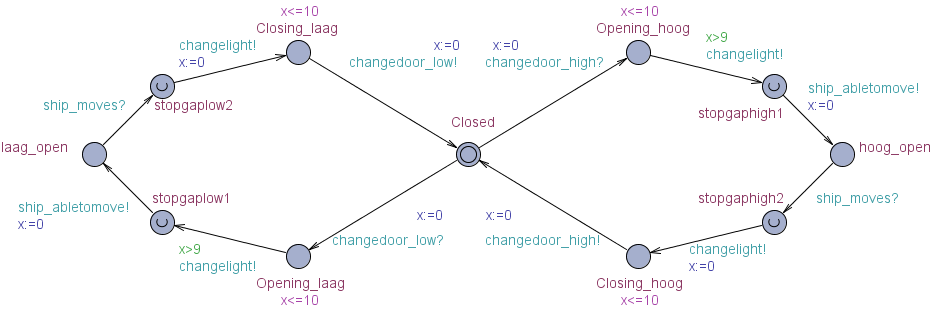 x<=10
Closing_laag
x<=10
Opening_hoog
changelight!
x:=0
x:=0
changedoor_low!
x:=0
changedoor_high?
x>9
changelight!
ship_moves?
stopgaplow2
ship_abletomove!
x:=0
stopgaphigh1
Closed
laag_open
hoog_open
stopgaplow1
stopgaphigh2
ship_moves?
ship_abletomove!
x:=0
x:=0
changedoor_low?
x:=0
changedoor_high!
x>9
changelight!
changelight!
x:=0
Opening_laag
x<=10
Closing_hoog
x<=10